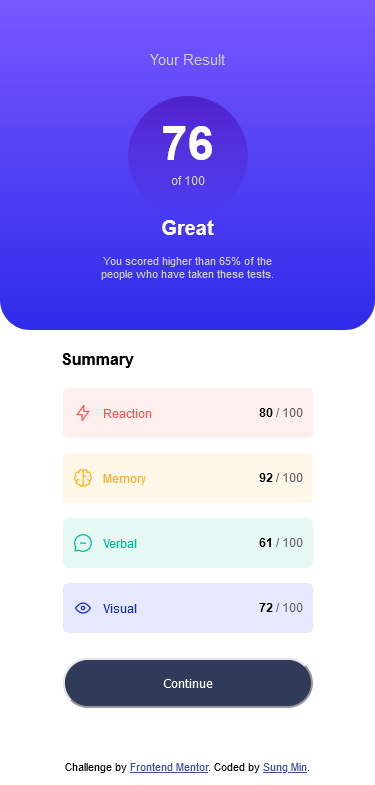 Your Result
76
of 100
Great
You scored higher than 65% of the
people who have taken these tests.
Summary
Reaction 80 / 100
Memory 92 / 100
Verbal 61 / 100
Visual 72 / 100
Continue
Challenge by Frontend Mentor. Coded by Sung Min.